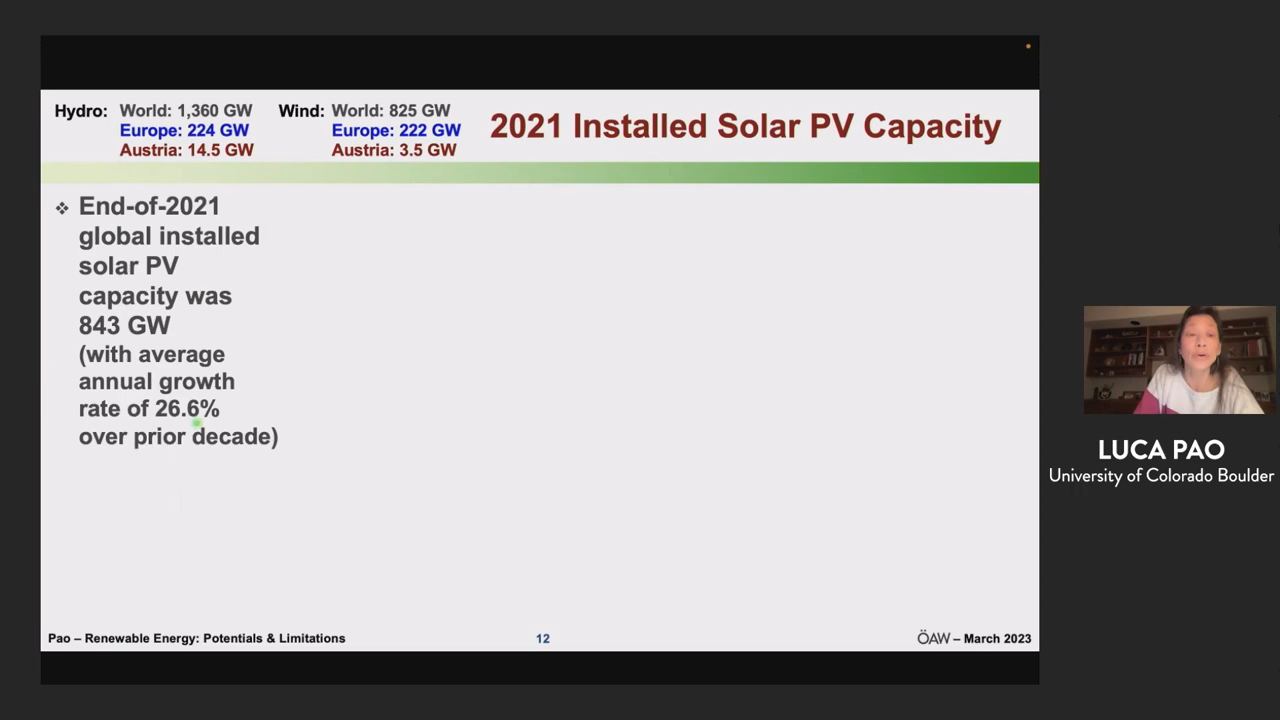 Hydro: World: 1,360 GW Wind: World: 825 GW
Europe: 224 GW Europe: 222 GW
Austria: 14.5 GW Austria: 3.5 GW
2021 Installed Solar PV Capacity
❖ End-of-2021
global installed
solar PV
capacity was
843 GW
(with average
annual growth
rate of 26.6%
over prior decade)
Pao – Renewable Energy: Potentials & Limitations
12
ÖAW – March 2023
LUCA PAO
University of Colorado Boulder